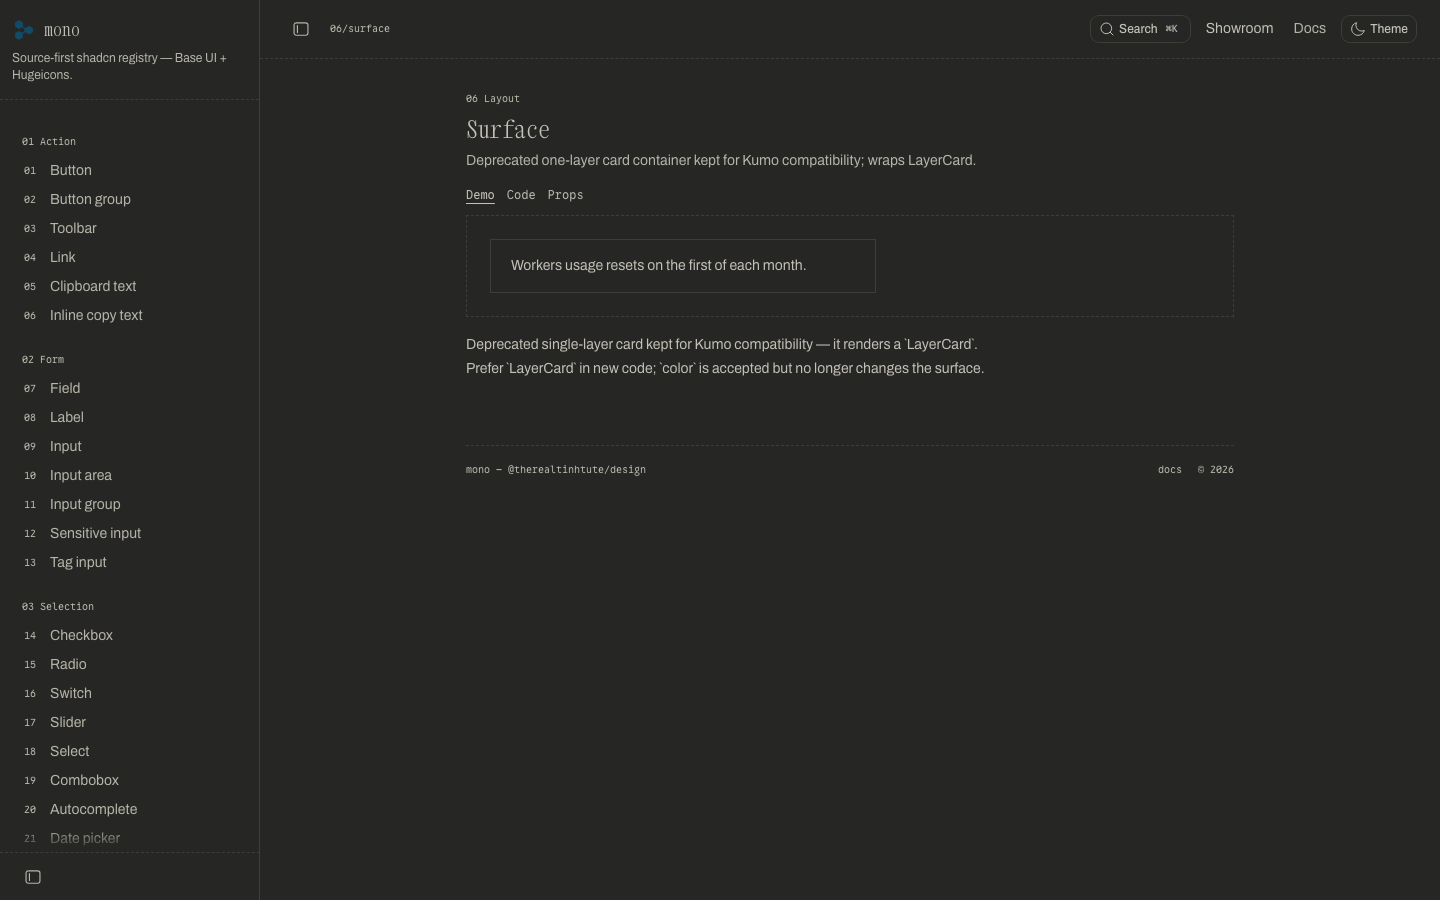 mono
Source-first shadcn registry — Base UI +
Hugeicons.
01 Action
01 Button
02 Button group
03 Toolbar
04 Link
05 Clipboard text
06 Inline copy text
02 Form
07 Field
08 Label
09 Input
10 Input area
11 Input group
12 Sensitive input
13 Tag input
03 Selection
14 Checkbox
15 Radio
16 Switch
17 Slider
18 Select
19 Combobox
20 Autocomplete
21 Date picker
06/surface
Search ⌘K
Showroom
Docs
Theme
06 Layout
Surface
Deprecated one-layer card container kept for Kumo compatibility; wraps LayerCard.
Demo Code Props
Workers usage resets on the first of each month.
Deprecated single-layer card kept for Kumo compatibility — it renders a `LayerCard`.
Prefer `LayerCard` in new code; `color` is accepted but no longer changes the surface.
mono — @therealtinhtute/design
docs © 2026